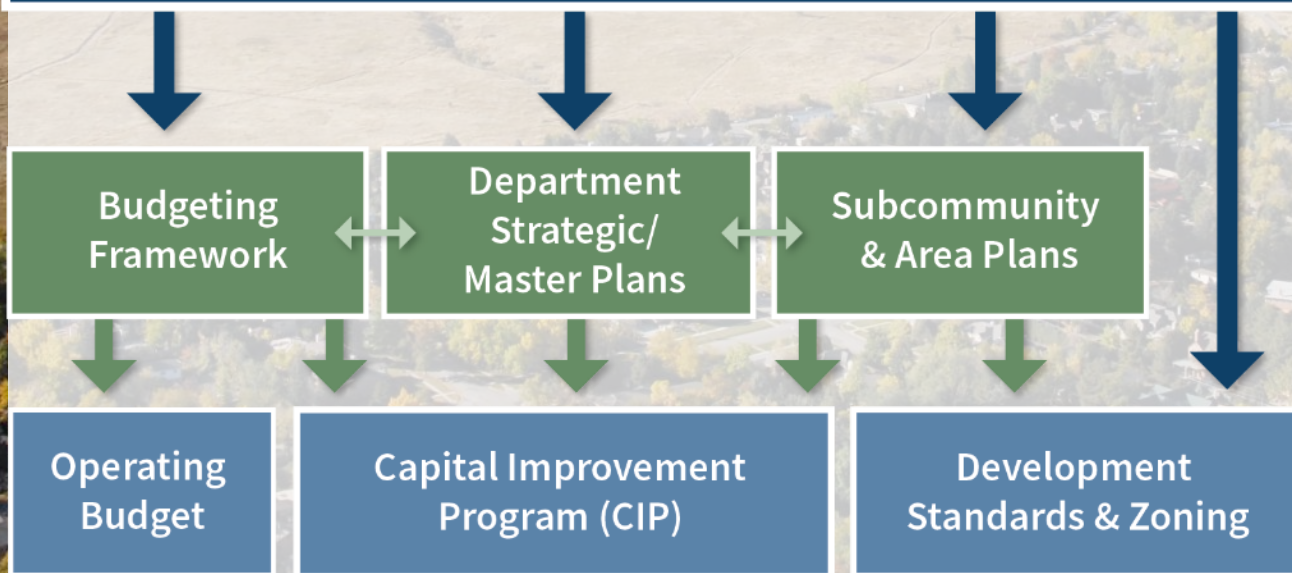 Budgeting
Framework
Department
Strategic/
Master Plans
Subcommunity
& Area Plans
Operating
Budget
Capital Improvement
Program (CIP)
Development
Standards & Zoning